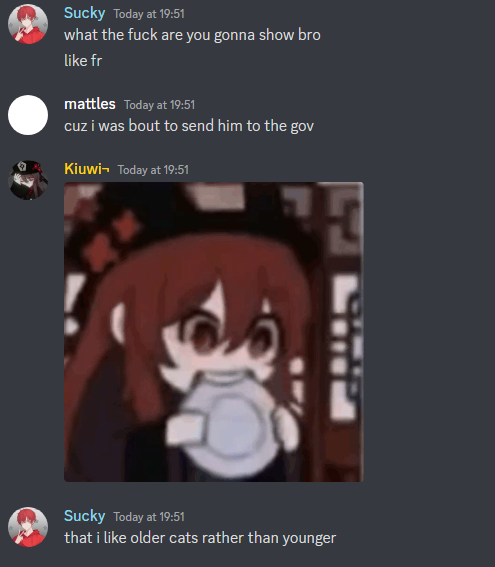 Sucky Today at 19:51
what the fuck are you gonna show bro
like fr
mattles Today at 19:51
cuz i was bout to send him to the gov
Kiuwi¬ Today at 19:51
Sucky Today at 19:51
that i like older cats rather than younger